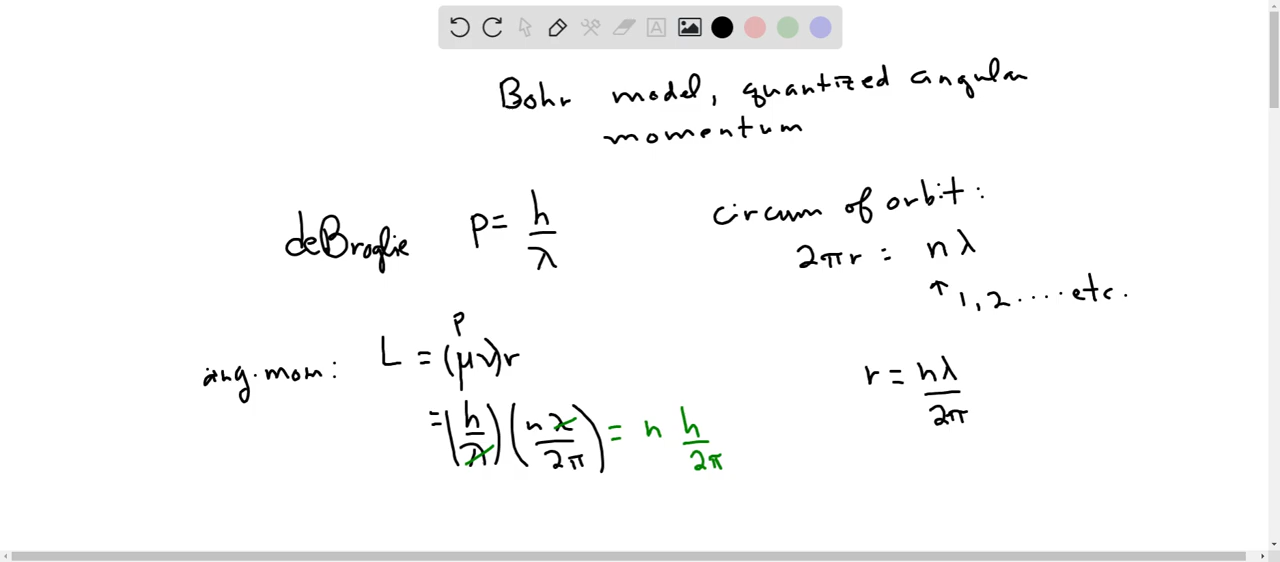 Bohr model, quantized angular
momentum
deBroglie p = h/λ
circum of orbit:
2πr = nλ
↑ 1, 2 ···· etc.
p
ang. mom: L = (μv)r
= (h/λ)(nλ/2π) = n h/2π
r = nλ/2π